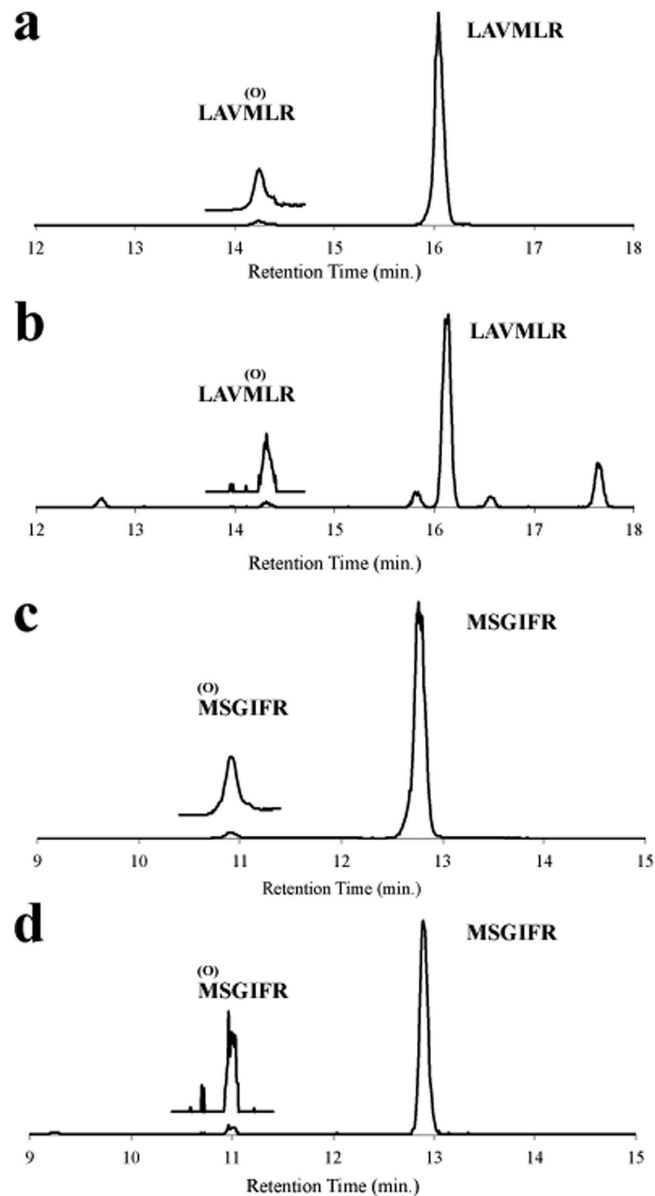 a
LAVMLR
(O)
LAVMLR
12 13 14 15 16 17 18
Retention Time (min.)
b
LAVMLR
(O)
LAVMLR
12 13 14 15 16 17 18
Retention Time (min.)
c
MSGIFR
(O)
MSGIFR
9 10 11 12 13 14 15
Retention Time (min.)
d
MSGIFR
(O)
MSGIFR
9 10 11 12 13 14 15
Retention Time (min.)